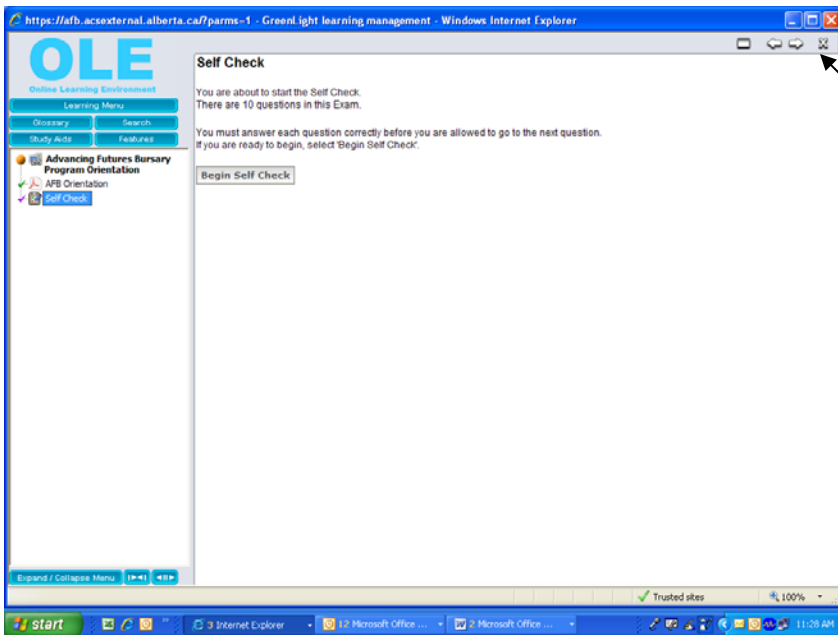 https://afb.acsexternal.alberta.ca/?parms=1 - GreenLight learning management - Windows Internet Explorer
OLE
Online Learning Environment
Learning Menu
Glossary
Search
Study Aids
Features
Advancing Futures Bursary
Program Orientation
AFB Orientation
Self Check
Self Check
You are about to start the Self Check.
There are 10 questions in this Exam.
You must answer each question correctly before you are allowed to go to the next question.
If you are ready to begin, select 'Begin Self Check'.
Begin Self Check
Expand / Collapse Menu
Trusted sites
100%
start
3 Internet Explorer
12 Microsoft Office ...
2 Microsoft Office ...
11:28 AM